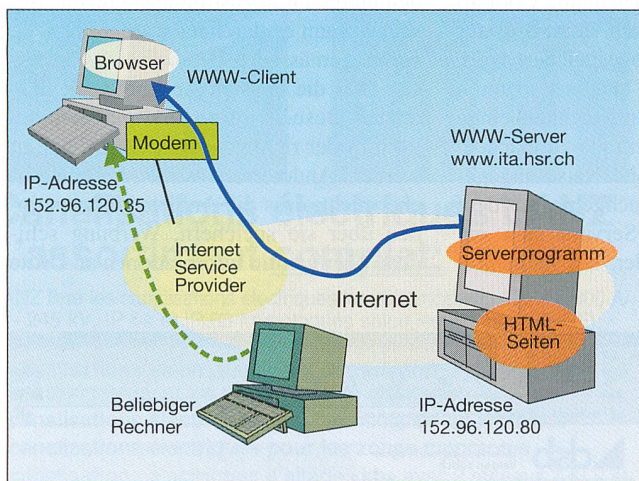 Browser
WWW-Client
Modem
IP-Adresse
152.96.120.85
WWW-Server
www.ita.hsr.ch
Internet
Service
Provider
Internet
Serverprogramm
HTML-
Seiten
Beliebiger
Rechner
IP-Adresse
152.96.120.80